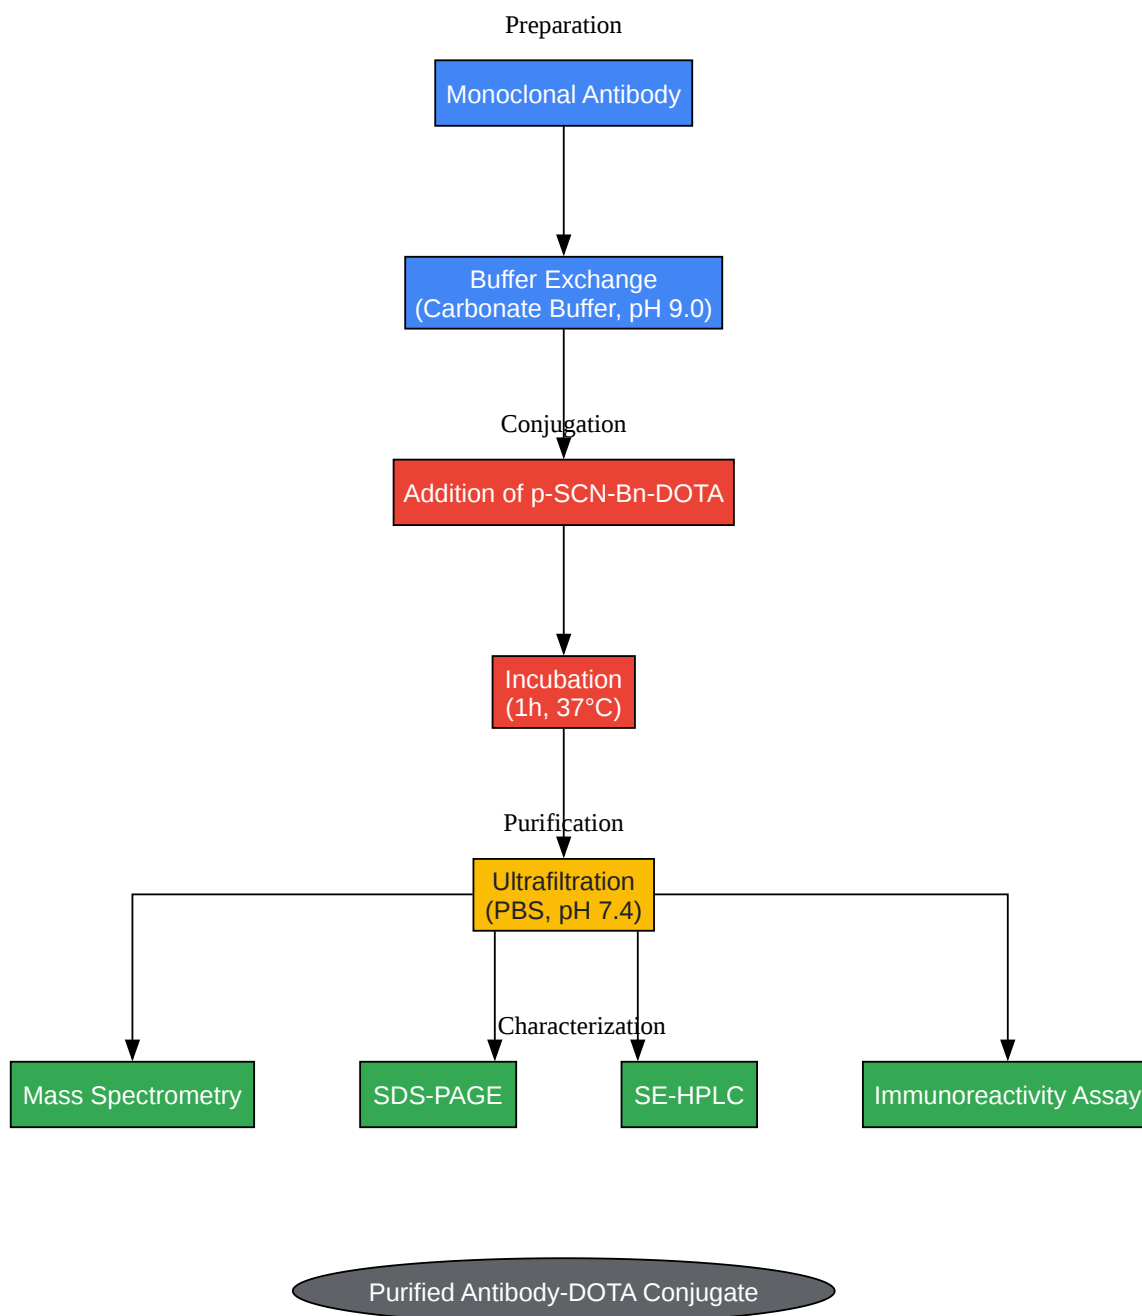 Preparation
Monoclonal Antibody
Buffer Exchange
(Carbonate Buffer, pH 9.0)
Conjugation
Addition of p-SCN-Bn-DOTA
Incubation
(1h, 37°C)
Purification
Ultrafiltration
(PBS, pH 7.4)
Characterization
Mass Spectrometry
SDS-PAGE
SE-HPLC
Immunoreactivity Assay
Purified Antibody-DOTA Conjugate